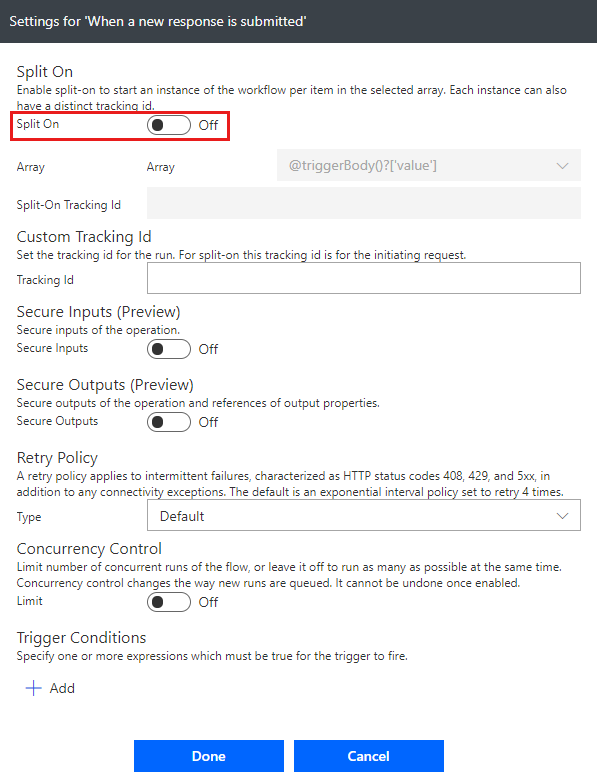 Settings for 'When a new response is submitted'
Split On
Enable split-on to start an instance of the workflow per item in the selected array. Each instance can also
have a distinct tracking id.
Split On Off
Array Array @triggerBody()?['value']
Split-On Tracking Id
Custom Tracking Id
Set the tracking id for the run. For split-on this tracking id is for the initiating request.
Tracking Id
Secure Inputs (Preview)
Secure inputs of the operation.
Secure Inputs Off
Secure Outputs (Preview)
Secure outputs of the operation and references of output properties.
Secure Outputs Off
Retry Policy
A retry policy applies to intermittent failures, characterized as HTTP status codes 408, 429, and 5xx, in
addition to any connectivity exceptions. The default is an exponential interval policy set to retry 4 times.
Type Default
Concurrency Control
Limit number of concurrent runs of the flow, or leave it off to run as many as possible at the same time.
Concurrency control changes the way new runs are queued. It cannot be undone once enabled.
Limit Off
Trigger Conditions
Specify one or more expressions which must be true for the trigger to fire.
Add
Done Cancel